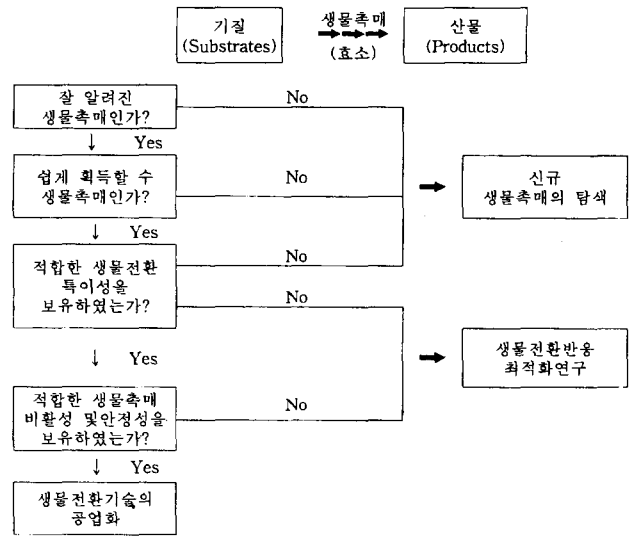 기질
(Substrates)
생물촉매
(효소)
산물
(Products)
잘 알려진
생물촉매인가?
No
Yes
쉽게 획득할 수
생물촉매인가?
No
신규
생물촉매의 탐색
Yes
적합한 생물전환
특이성을
보유하였는가?
No
No
생물전환반응
최적화연구
Yes
적합한 생물촉매
비활성 및안정성을
보유하였는가?
No
Yes
생물전환기술의
공업화